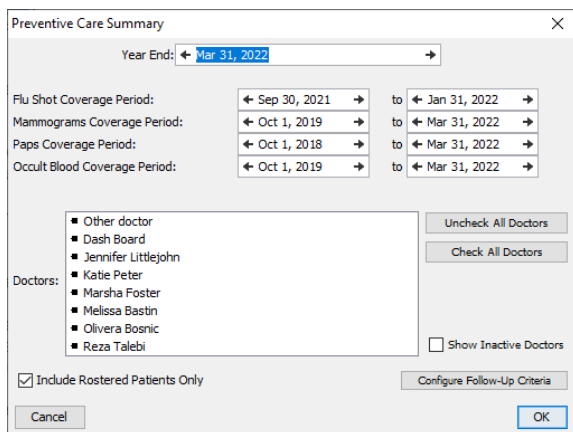 Preventive Care Summary
Year End: Mar 31, 2022
Flu Shot Coverage Period: Sep 30, 2021 to Jan 31, 2022
Mammograms Coverage Period: Oct 1, 2019 to Mar 31, 2022
Paps Coverage Period: Oct 1, 2018 to Mar 31, 2022
Occult Blood Coverage Period: Oct 1, 2019 to Mar 31, 2022
Doctors:
Other doctor
Dash Board
Jennifer Littlejohn
Katie Peter
Marsha Foster
Melissa Bastin
Olivera Bosnic
Reza Talebi
Uncheck All Doctors
Check All Doctors
Show Inactive Doctors
Include Rostered Patients Only
Configure Follow-Up Criteria
Cancel
OK